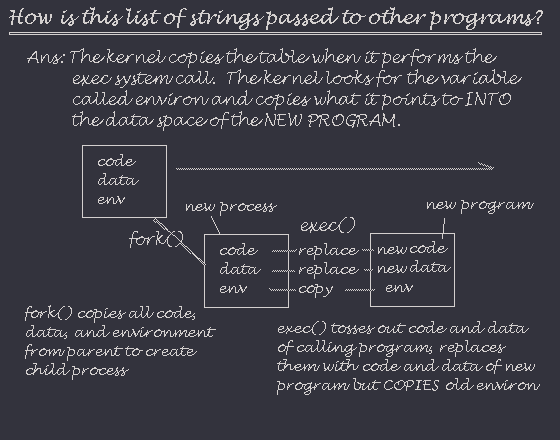 How is this list of strings passed to other programs?
Ans: The kernel copies the table when it performs the
exec system call. The kernel looks for the variable
called environ and copies what it points to INTO
the data space of the NEW PROGRAM.
code
data
env
new process
new program
fork()
exec()
code replace new code
data replace new data
env copy env
fork() copies all code,
data, and environment
from parent to create
child process
exec() tosses out code and data
of calling program, replaces
them with code and data of new
program but COPIES old environ